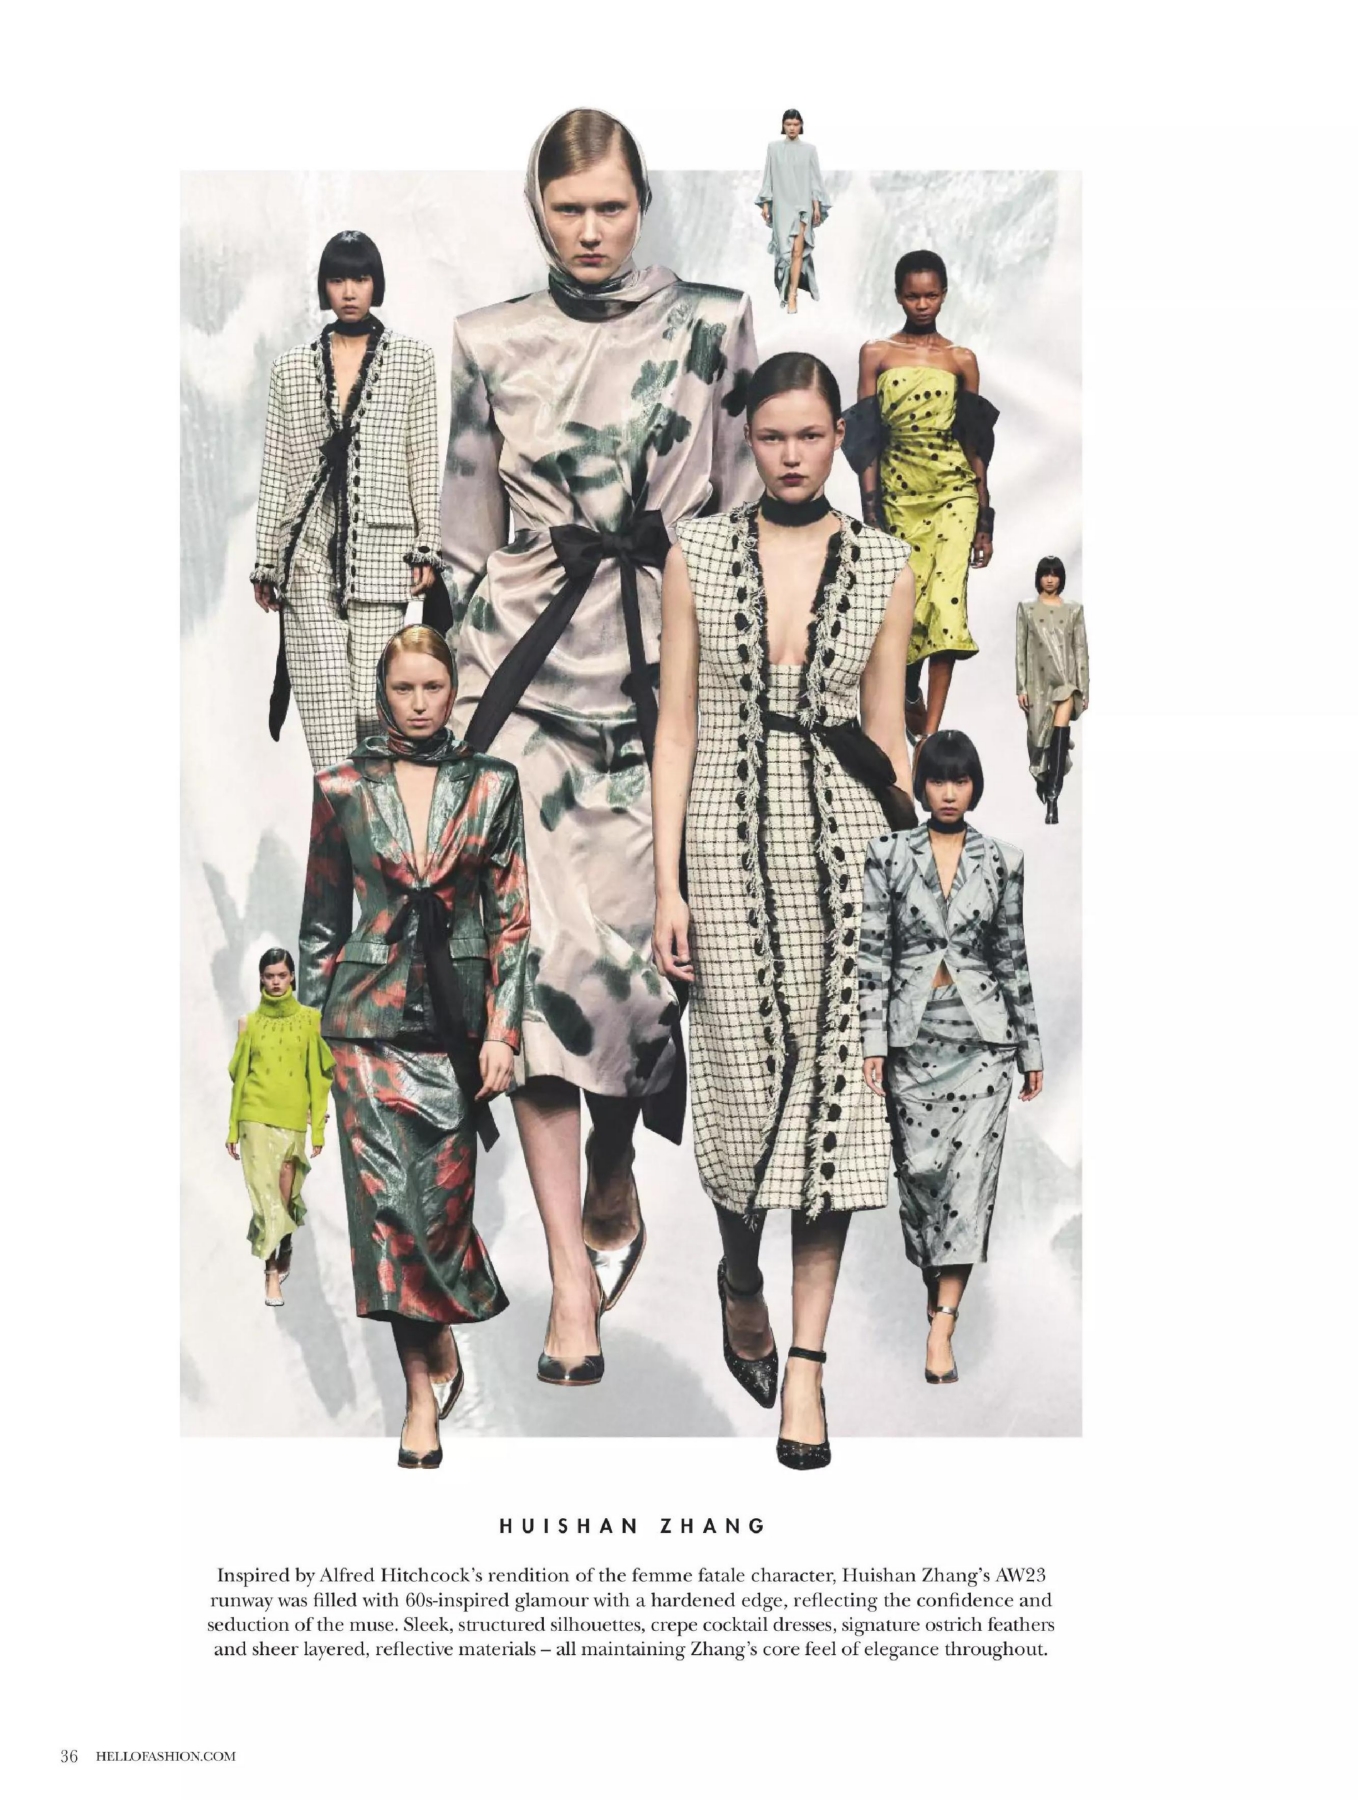 HUISHAN ZHANG
Inspired by Alfred Hitchcock's rendition of the femme fatale character, Huishan Zhang's AW23
runway was filled with 60s-inspired glamour with a hardened edge, reflecting the confidence and
seduction of the muse. Sleek, structured silhouettes, crepe cocktail dresses, signature ostrich feathers
and sheer layered, reflective materials – all maintaining Zhang's core feel of elegance throughout.
36 HELLOFASHION.COM